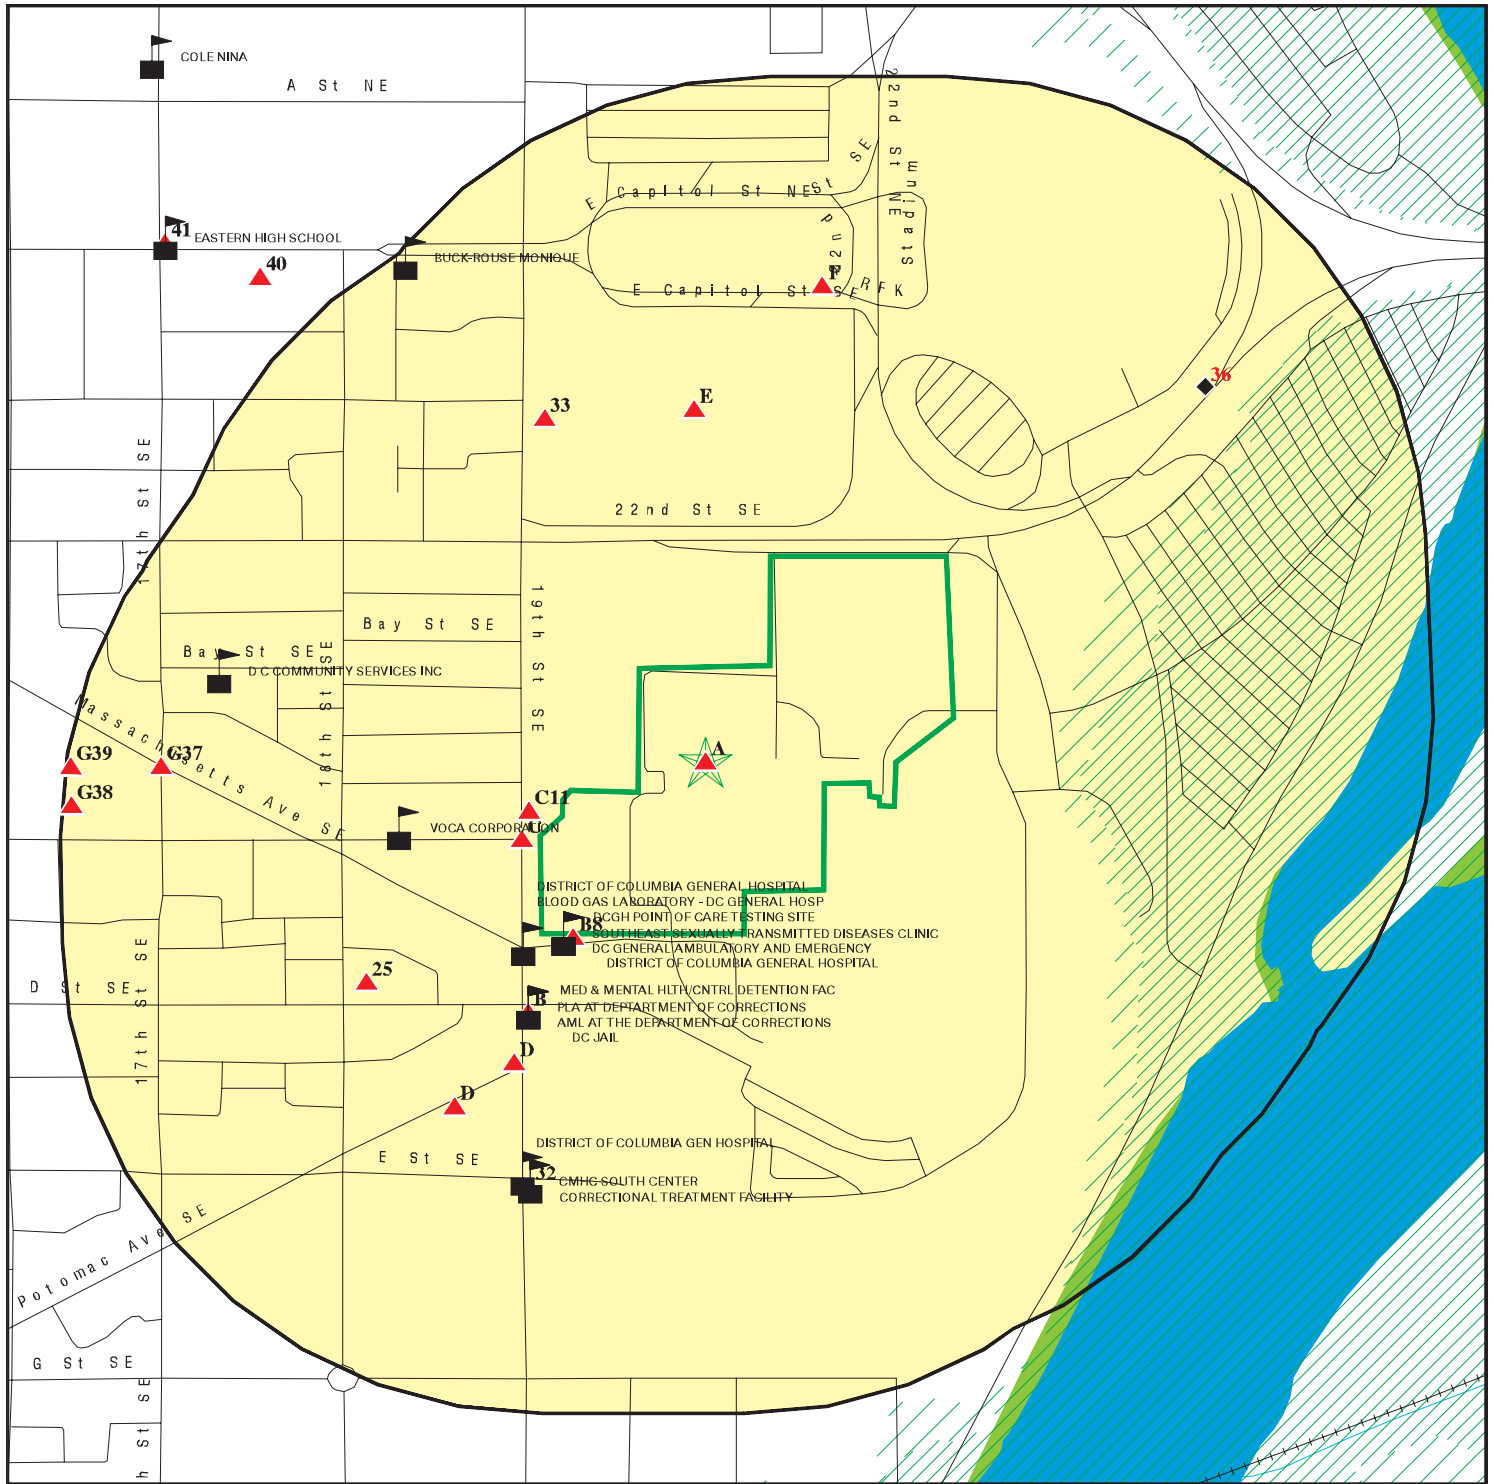 COLE NINA
A St NE
22nd St NE
St SE
Stadium
E Capitol St NE
41
EASTERN HIGH SCHOOL
40
BUCK-ROUSE MONIQUE
F
E Capitol St SE
RFK
36
33
E
17th St SE
22nd St SE
19th St SE
Bay St SE
Bay St SE
18th St SE
D C COMMUNITY SERVICES INC
Massachusetts Ave SE
A
G39
G37
G38
C11
C
VOCA CORPORATION
DISTRICT OF COLUMBIA GENERAL HOSPITAL
BLOOD GAS LABORATORY - DC GENERAL HOSP
DCGH POINT OF CARE TESTING SITE
B8
SOUTHEAST SEXUALLY TRANSMITTED DISEASES CLINIC
DC GENERAL AMBULATORY AND EMERGENCY
DISTRICT OF COLUMBIA GENERAL HOSPITAL
25
D St SE
17th St SE
MED & MENTAL HLTH/CNTRL DETENTION FAC
B
PLA AT DEPTARTMENT OF CORRECTIONS
AML AT THE DEPARTMENT OF CORRECTIONS
DC JAIL
D
D
DISTRICT OF COLUMBIA GEN HOSPITAL
E St SE
32
CMHC SOUTH CENTER
CORRECTIONAL TREATMENT FACILITY
Potomac Ave SE
G St SE
h St SE